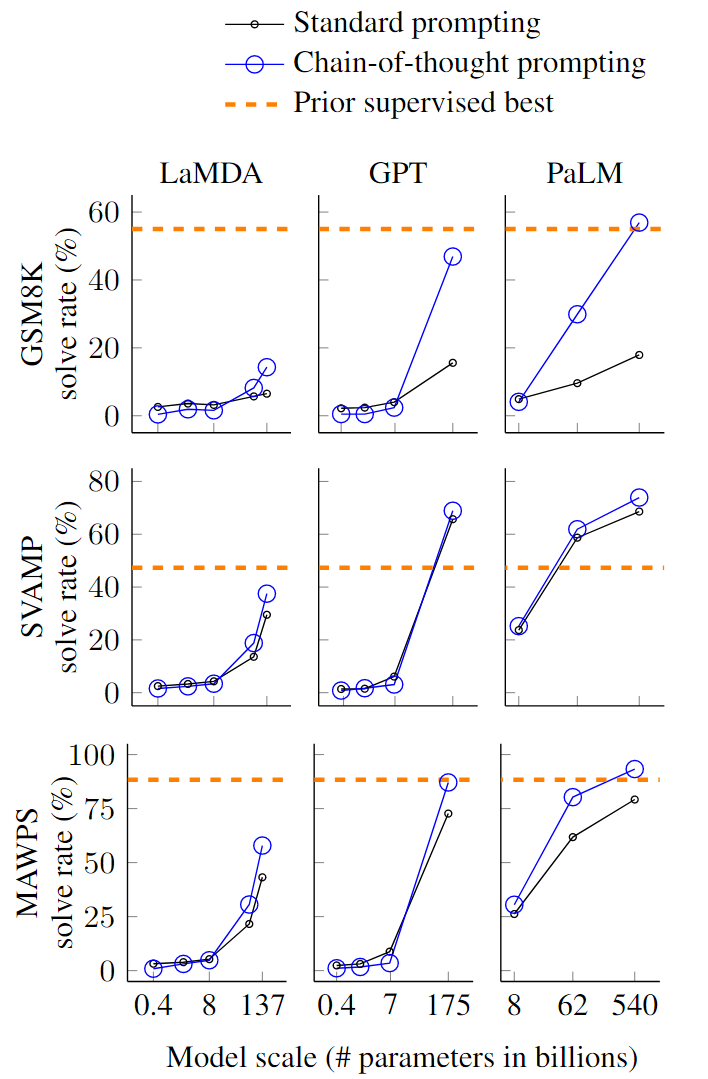 Standard prompting
Chain-of-thought prompting
Prior supervised best
LaMDA GPT PaLM
GSM8K
solve rate (%)
60
40
20
0
SVAMP
solve rate (%)
80
60
40
20
0
MAWPS
solve rate (%)
100
75
50
25
0
0.4 8 137 0.4 7 175 8 62 540
Model scale (# parameters in billions)